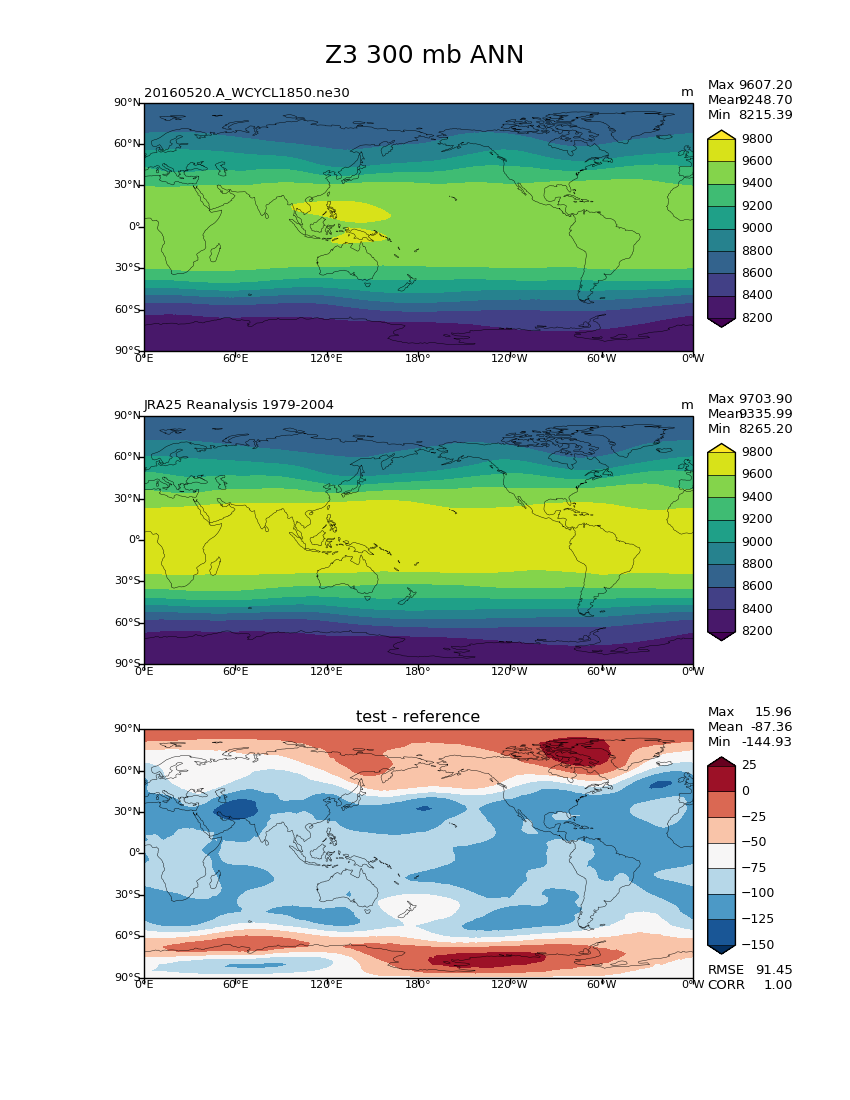 Z3 300 mb ANN
20160520.A_WCYCL1850.ne30
m
Max 9607.20
Mean 9248.70
Min 8215.39
90°N
60°N
30°N
0°
30°S
60°S
90°S
0°E 60°E 120°E 180° 120°W 60°W 0°W
9800
9600
9400
9200
9000
8800
8600
8400
8200
JRA25 Reanalysis 1979-2004
m
Max 9703.90
Mean 9335.99
Min 8265.20
90°N
60°N
30°N
0°
30°S
60°S
90°S
0°E 60°E 120°E 180° 120°W 60°W 0°W
9800
9600
9400
9200
9000
8800
8600
8400
8200
test - reference
Max 15.96
Mean -87.36
Min -144.93
90°N
60°N
30°N
0°
30°S
60°S
90°S
0°E 60°E 120°E 180° 120°W 60°W 0°W
25
0
−25
−50
−75
−100
−125
−150
RMSE 91.45
CORR 1.00